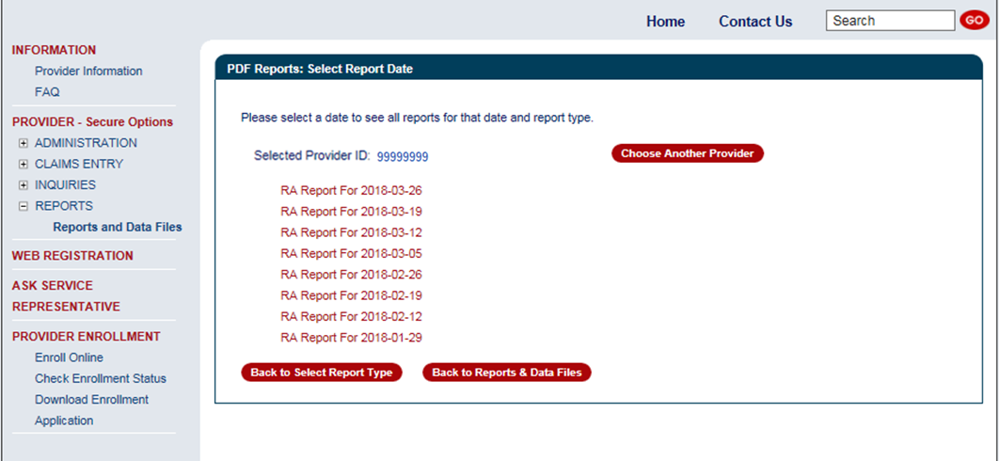 Home
Contact Us
Search
GO
INFORMATION
Provider Information
FAQ
PROVIDER - Secure Options
ADMINISTRATION
CLAIMS ENTRY
INQUIRIES
REPORTS
Reports and Data Files
WEB REGISTRATION
ASK SERVICE
REPRESENTATIVE
PROVIDER ENROLLMENT
Enroll Online
Check Enrollment Status
Download Enrollment
Application
PDF Reports: Select Report Date
Please select a date to see all reports for that date and report type.
Selected Provider ID: 99999999
Choose Another Provider
RA Report For 2018-03-26
RA Report For 2018-03-19
RA Report For 2018-03-12
RA Report For 2018-03-05
RA Report For 2018-02-26
RA Report For 2018-02-19
RA Report For 2018-02-12
RA Report For 2018-01-29
Back to Select Report Type
Back to Reports & Data Files